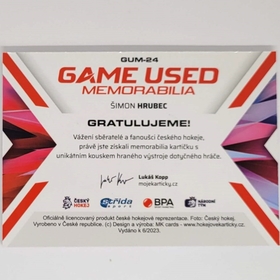 GUM-24
GAME USED
MEMORABILIA
ŠIMON HRUBEC
GRATULUJEME!
Vážení sběratelé a fanoušci českého hokeje,
právě jste získali memorabilia kartičku s
unikátním kouskem hraného výstroje dotyčného hráče.
Lukáš Kopp
mojekarticky.cz
ČESKÝ HOKEJ
Střída sport
BPA
NÁRODNÍ TÝM
Oficiálně licencovaný produkt české hokejové reprezentace. Foto: Český hokej,
Vyrobeno v České republice. (c) Design a výroba: MK cards - www.hokejovekarticky.cz
Vydáno k 6/2023.